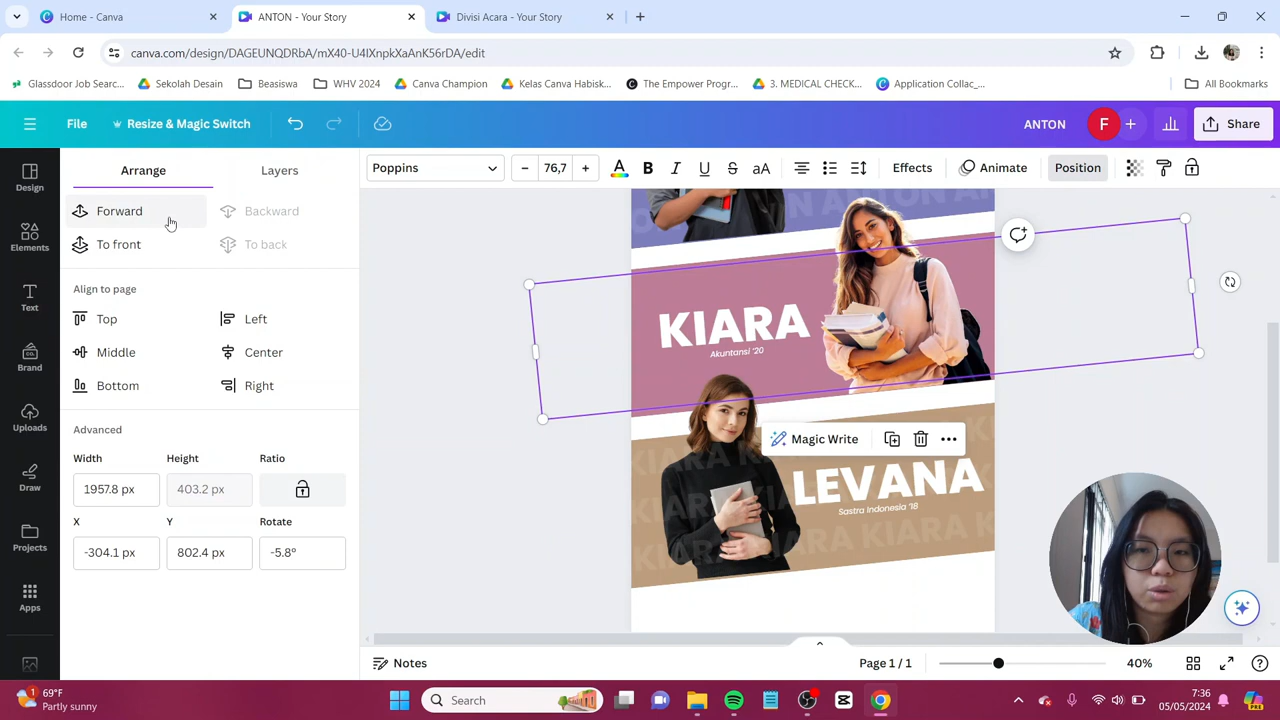 Home - Canva
ANTON - Your Story
Divisi Acara - Your Story
canva.com/design/DAGEUNQDRbA/mX40-U4IXnpkXaAnK56rDA/edit
Glassdoor Job Sear...
Sekolah Desain
Beasiswa
WHV 2024
Canva Champion
Kelas Canva Habisk...
The Empower Progr...
3. MEDICAL CHECK...
Application Collac_...
All Bookmarks
File
Resize & Magic Switch
ANTON
F
Share
Arrange
Layers
Poppins
76,7
B
I
U
S
aA
Effects
Animate
Position
Design
Elements
Text
Brand
Uploads
Draw
Projects
Apps
Forward
Backward
To front
To back
Align to page
Top
Left
Middle
Center
Bottom
Right
Advanced
Width
Height
Ratio
1957.8 px
403.2 px
X
Y
Rotate
-304.1 px
802.4 px
-5.8°
KIARA
Akuntansi '20
Magic Write
LEVANA
Sastra Indonesia '18
KIARA KIARA KIARA K
Notes
Page 1 / 1
40%
1
69°F
Partly sunny
Search
7:36
05/05/2024